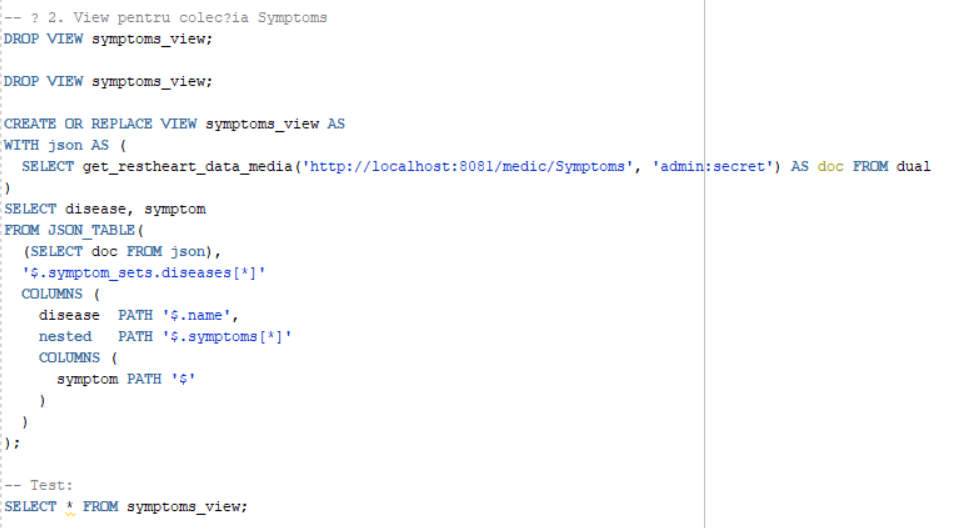 -- ? 2. View pentru colec?ia Symptoms
DROP VIEW symptoms_view;
DROP VIEW symptoms_view;
CREATE OR REPLACE VIEW symptoms_view AS
WITH json AS (
SELECT get_restheart_data_media('http://localhost:8081/medic/Symptoms', 'admin:secret') AS doc FROM dual
)
SELECT disease, symptom
FROM JSON_TABLE(
(SELECT doc FROM json),
'$.symptom_sets.diseases[*]'
COLUMNS (
disease  PATH '$.name',
nested   PATH '$.symptoms[*]'
COLUMNS (
symptom PATH '$'
)
)
);
-- Test:
SELECT * FROM symptoms_view;